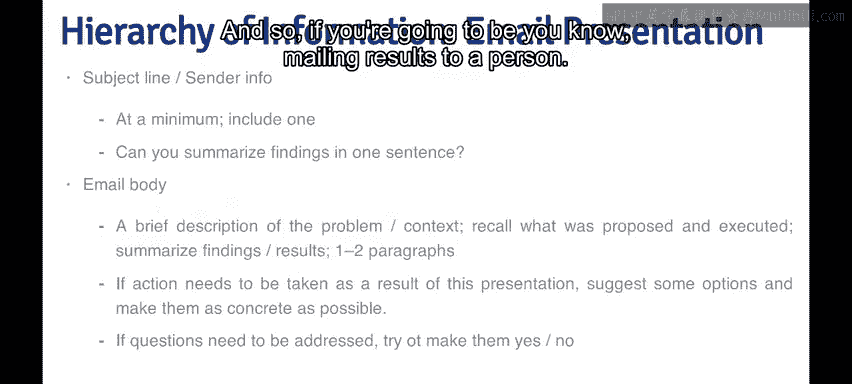 Hierarchy of Information: Email Presentation
And so, if you're going to be you know,
mailing results to a person.
· Subject line / Sender info
- At a minimum; include one
- Can you summarize findings in one sentence?
· Email body
- A brief description of the problem / context; recall what was proposed and executed;
summarize findings / results; 1–2 paragraphs
- If action needs to be taken as a result of this presentation, suggest some options and
make them as concrete as possible.
- If questions need to be addressed, try ot make them yes / no